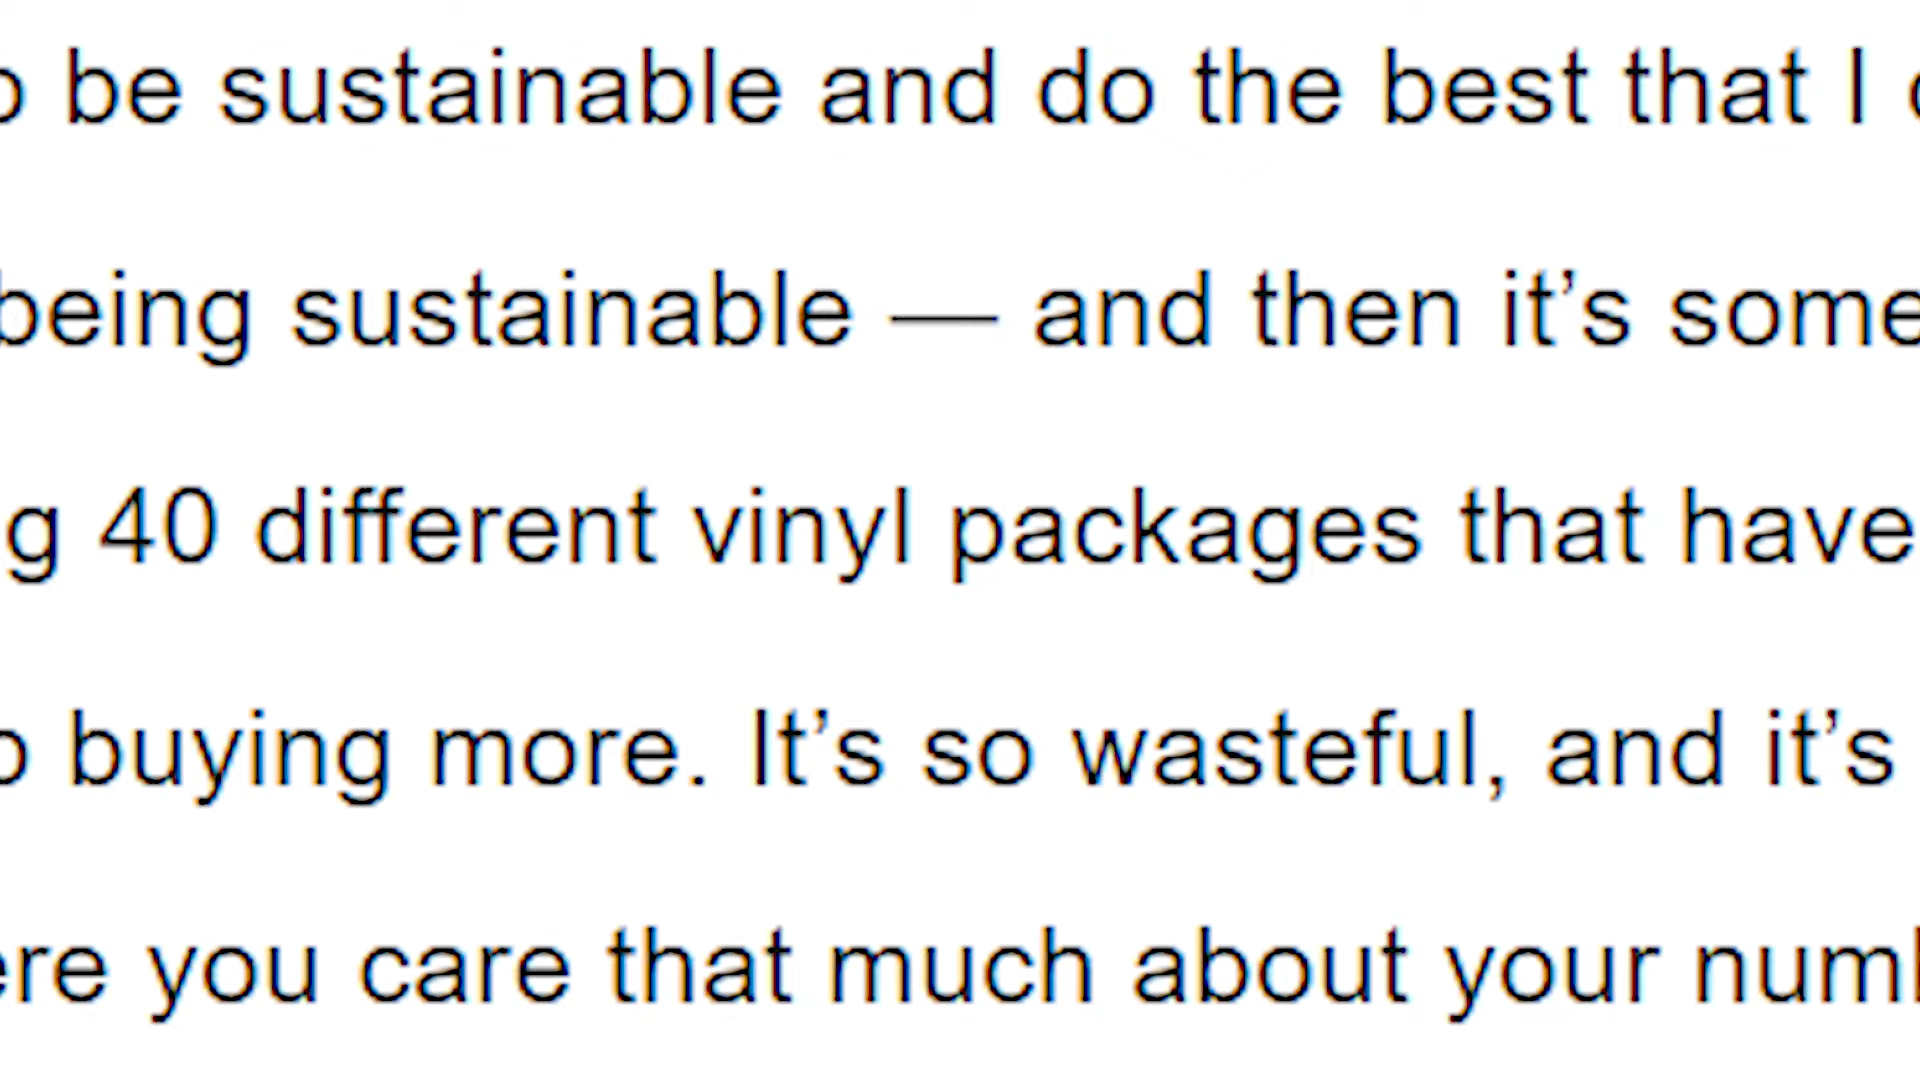 be sustainable and do the best that I
being sustainable — and then it’s some
40 different vinyl packages that have
buying more. It’s so wasteful, and it’s
you care that much about your